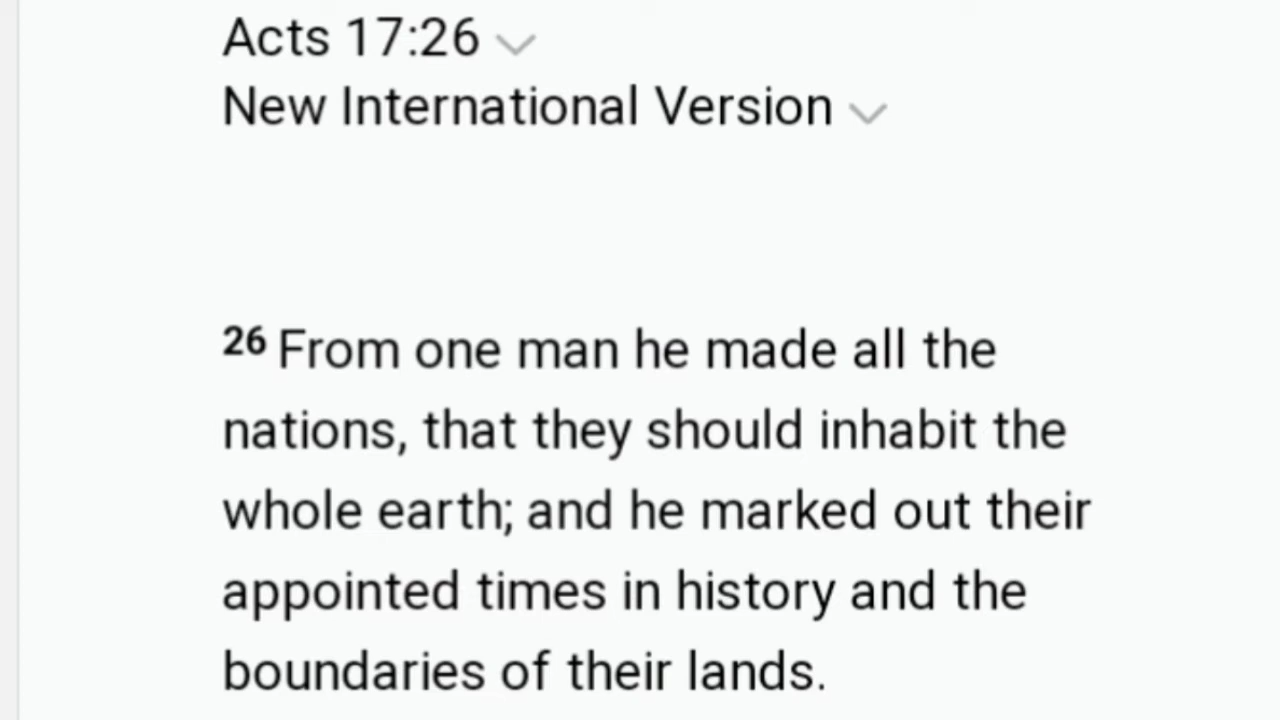 Acts 17:26
New International Version
26 From one man he made all the
nations, that they should inhabit the
whole earth; and he marked out their
appointed times in history and the
boundaries of their lands.